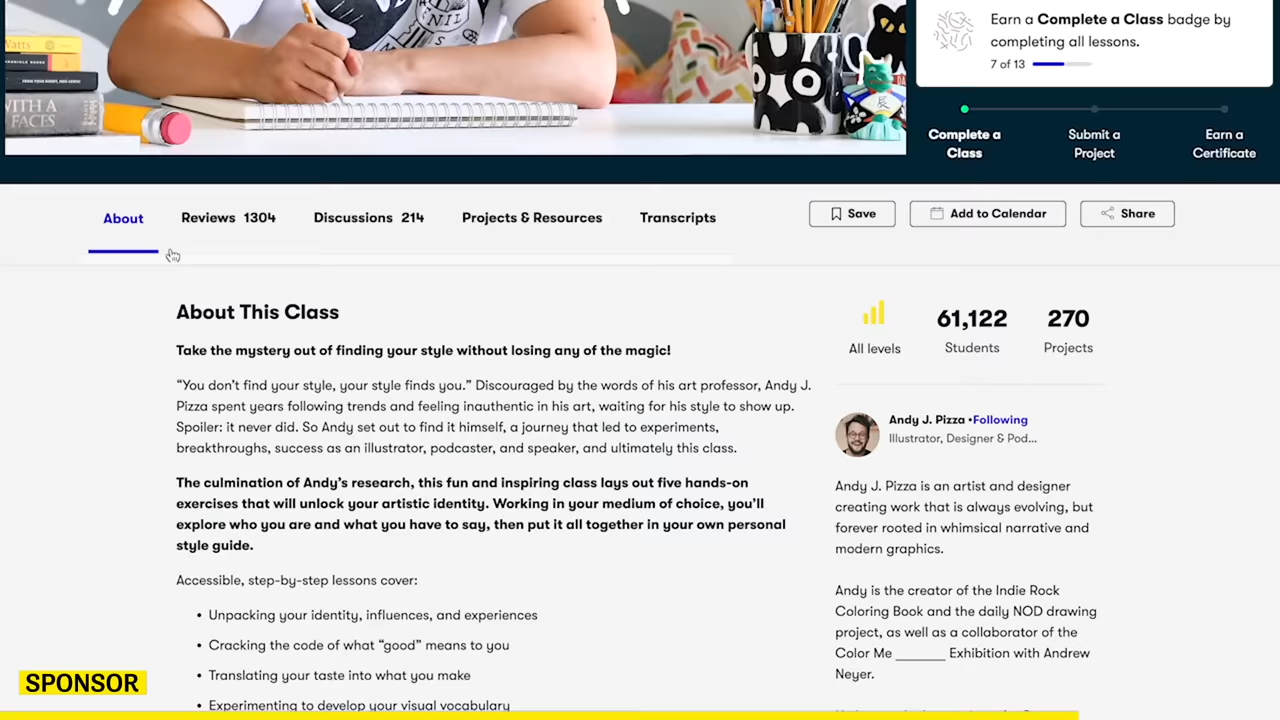 NIL
Watts
WITH A
FACES
Earn a Complete a Class badge by
completing all lessons.
7 of 13
Complete a
Class
Submit a
Project
Earn a
Certificate
About
Reviews 1304
Discussions 214
Projects & Resources
Transcripts
Save
Add to Calendar
Share
About This Class
Take the mystery out of finding your style without losing any of the magic!
“You don’t find your style, your style finds you.” Discouraged by the words of his art professor, Andy J.
Pizza spent years following trends and feeling inauthentic in his art, waiting for his style to show up.
Spoiler: it never did. So Andy set out to find it himself, a journey that led to experiments,
breakthroughs, success as an illustrator, podcaster, and speaker, and ultimately this class.
The culmination of Andy’s research, this fun and inspiring class lays out five hands-on
exercises that will unlock your artistic identity. Working in your medium of choice, you’ll
explore who you are and what you have to say, then put it all together in your own personal
style guide.
Accessible, step-by-step lessons cover:
• Unpacking your identity, influences, and experiences
• Cracking the code of what “good” means to you
• Translating your taste into what you make
• Experimenting to develop your visual vocabulary
All levels
61,122
Students
270
Projects
Andy J. Pizza •Following
Illustrator, Designer & Pod...
Andy J. Pizza is an artist and designer
creating work that is always evolving, but
forever rooted in whimsical narrative and
modern graphics.
Andy is the creator of the Indie Rock
Coloring Book and the daily NOD drawing
project, as well as a collaborator of the
Color Me _______ Exhibition with Andrew
Neyer.
SPONSOR